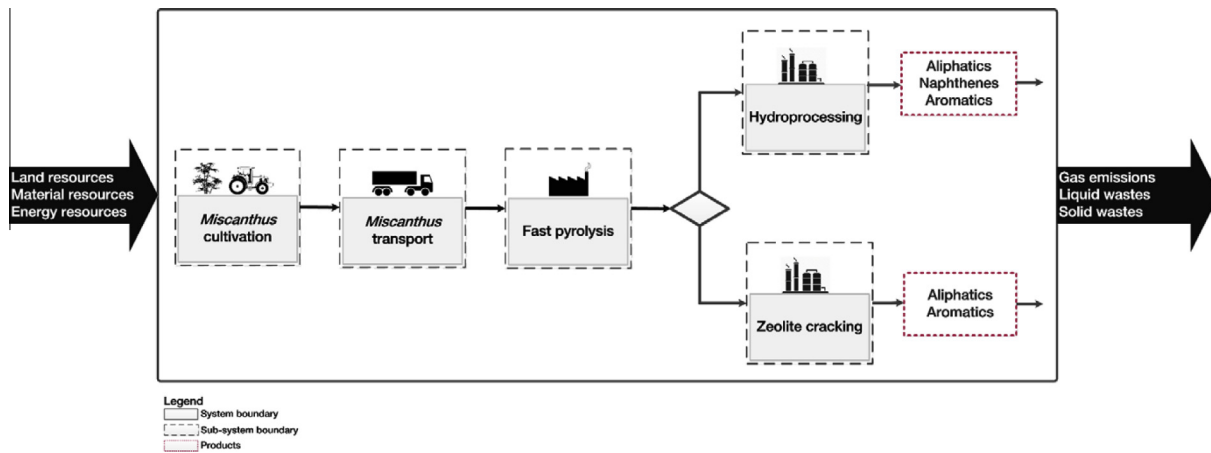 Land resources
Material resources
Energy resources
Miscanthus
cultivation
Miscanthus
transport
Fast pyrolysis
Hydroprocessing
Aliphatics
Naphthenes
Aromatics
Zeolite cracking
Aliphatics
Aromatics
Gas emissions
Liquid wastes
Solid wastes
Legend
System boundary
Sub-system boundary
Products